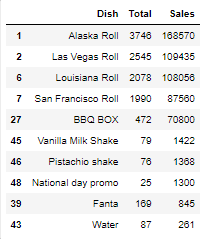 Dish Total Sales
1 Alaska Roll 3746 168570
2 Las Vegas Roll 2545 109435
6 Louisiana Roll 2078 108056
7 San Francisco Roll 1990 87560
27 BBQ BOX 472 70800
45 Vanilla Milk Shake 79 1422
46 Pistachio shake 76 1368
48 National day promo 25 1300
39 Fanta 169 845
43 Water 87 261